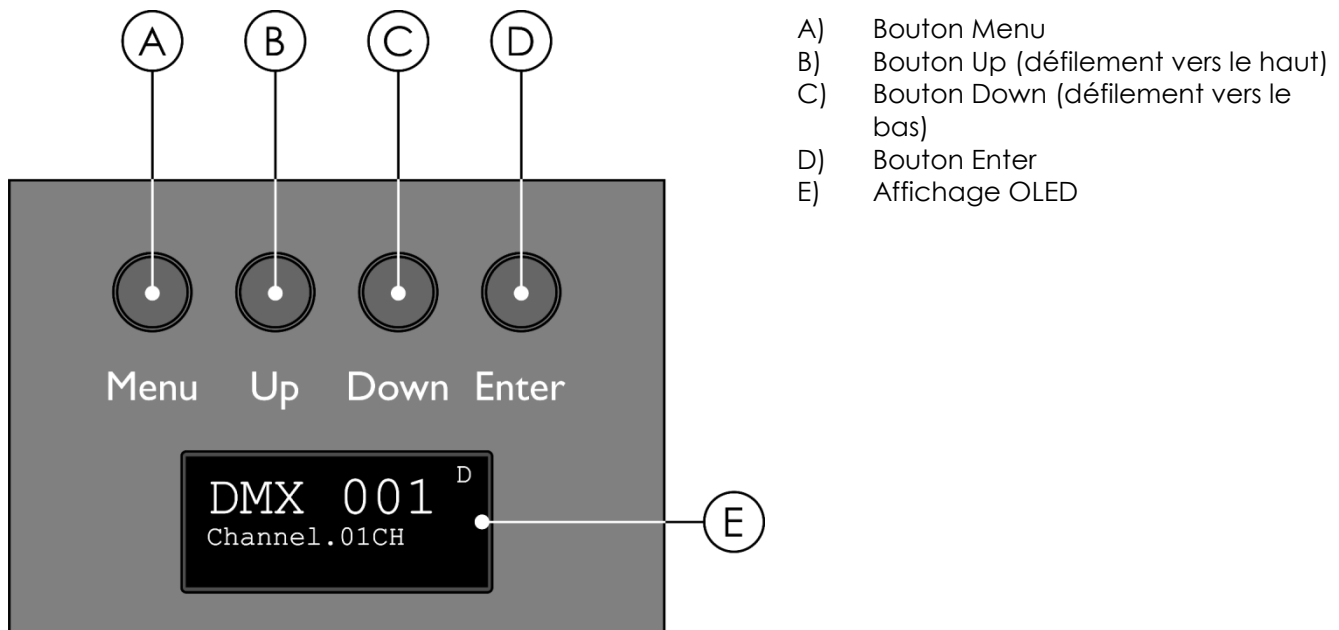 A B C D
A) Bouton Menu
B) Bouton Up (défilement vers le haut)
C) Bouton Down (défilement vers le
bas)
D) Bouton Enter
E) Affichage OLED
Menu Up Down Enter
DMX 001 D
Channel.01CH
E